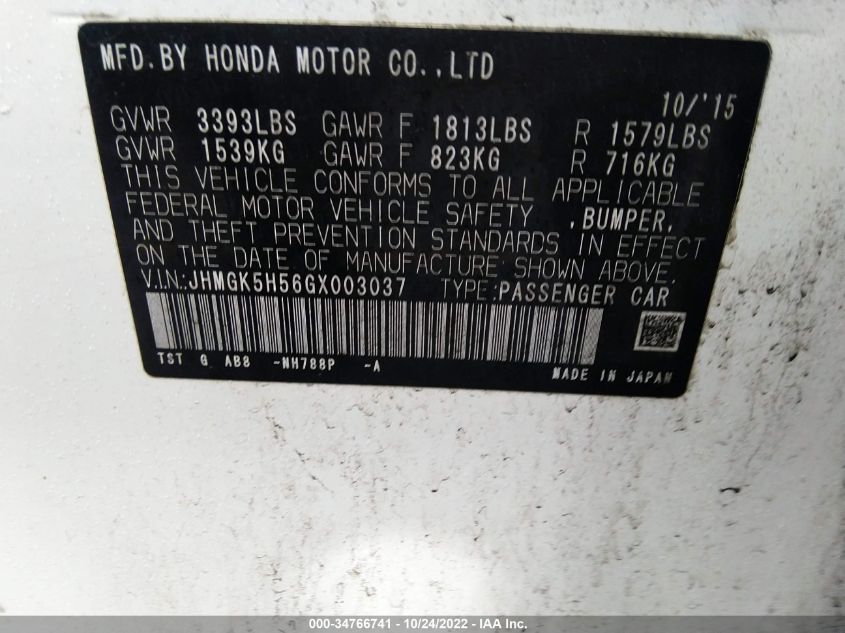 MFD.BY HONDA MOTOR CO.,LTD
10/'15
GVWR 3393LBS GAWR F 1813LBS R 1579LBS
GVWR 1539KG GAWR F 823KG R 716KG
THIS VEHICLE CONFORMS TO ALL APPLICABLE
FEDERAL MOTOR VEHICLE SAFETY ,BUMPER,
AND THEFT PREVENTION STANDARDS IN EFFECT
ON THE DATE OF MANUFACTURE SHOWN ABOVE.
V.I.N.:JHMGK5H56GX003037 TYPE:PASSENGER CAR
TST G AB8 -NH788P -A
MADE IN JAPAN
000-34766741 - 10/24/2022 - IAA Inc.